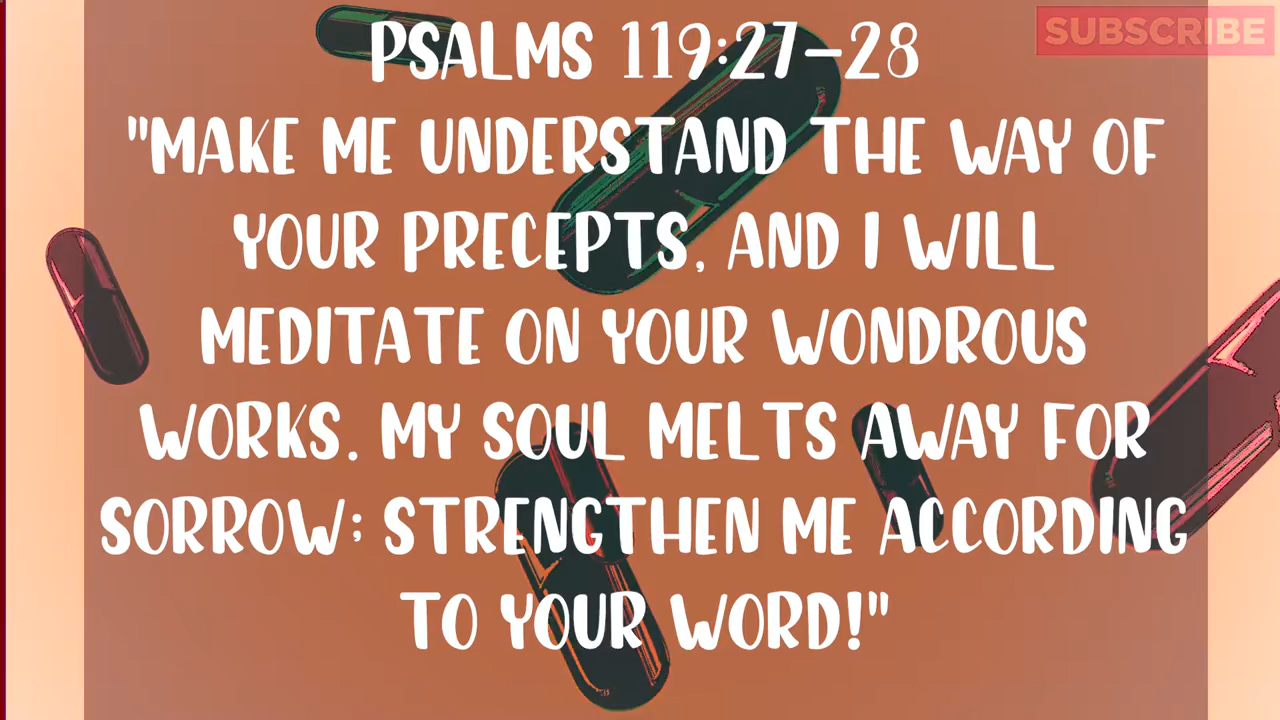 SUBSCRIBE
PSALMS 119:27-28
"MAKE ME UNDERSTAND THE WAY OF
YOUR PRECEPTS, AND I WILL
MEDITATE ON YOUR WONDROUS
WORKS. MY SOUL MELTS AWAY FOR
SORROW; STRENGTHEN ME ACCORDING
TO YOUR WORD!"